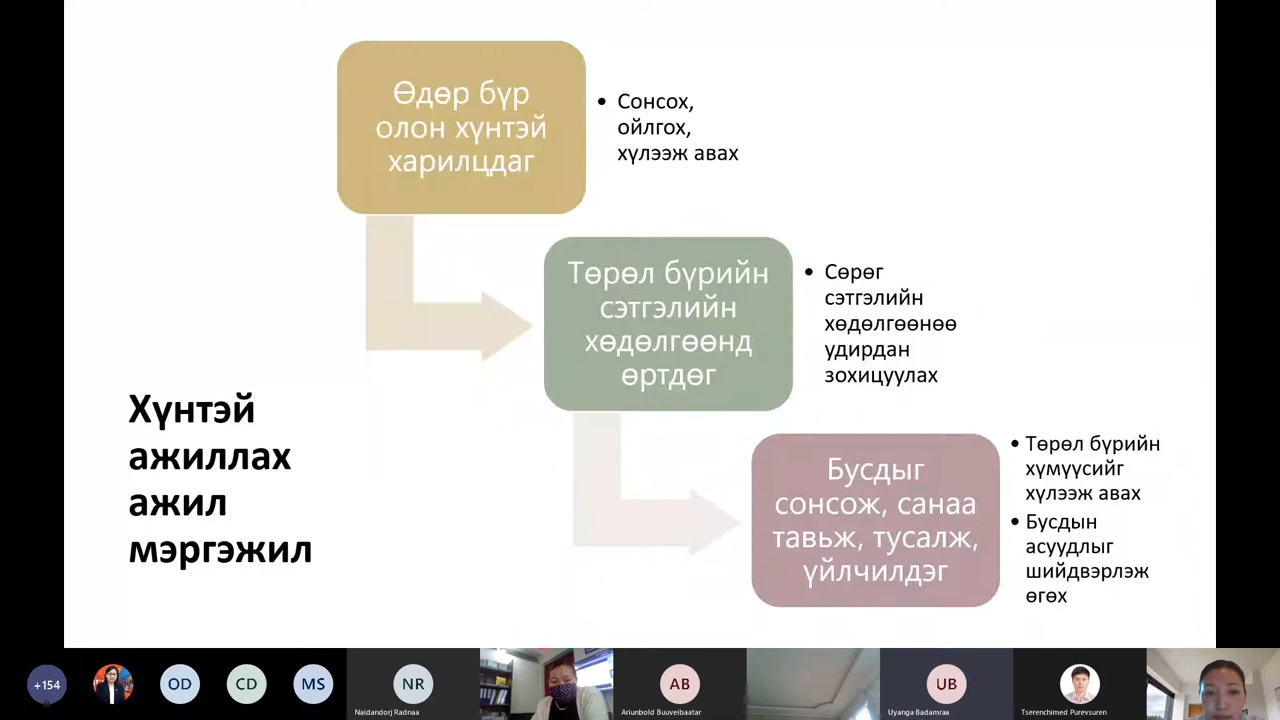 Өдөр бүр
олон хүнтэй
харилцдаг
• Сонсох,
ойлгох,
хүлээж авах
Төрөл бүрийн
сэтгэлийн
хөдөлгөөнд
өртдөг
• Сөрөг
сэтгэлийн
хөдөлгөөнөө
удирдан
зохицуулах
Хүнтэй
ажиллах
ажил
мэргэжил
Бусдыг
сонсож, санаа
тавьж, тусалж,
үйлчилдэг
• Төрөл бүрийн
хүмүүсийг
хүлээж авах
• Бусдын
асуудлыг
шийдвэрлэж
өгөх
+154
OD
CD
MS
NR
Naidandorj Radnaa
AB
Ariunbold Buuveibaatar
UB
Uyanga Badamraa
Tserenchimed Purevsuren